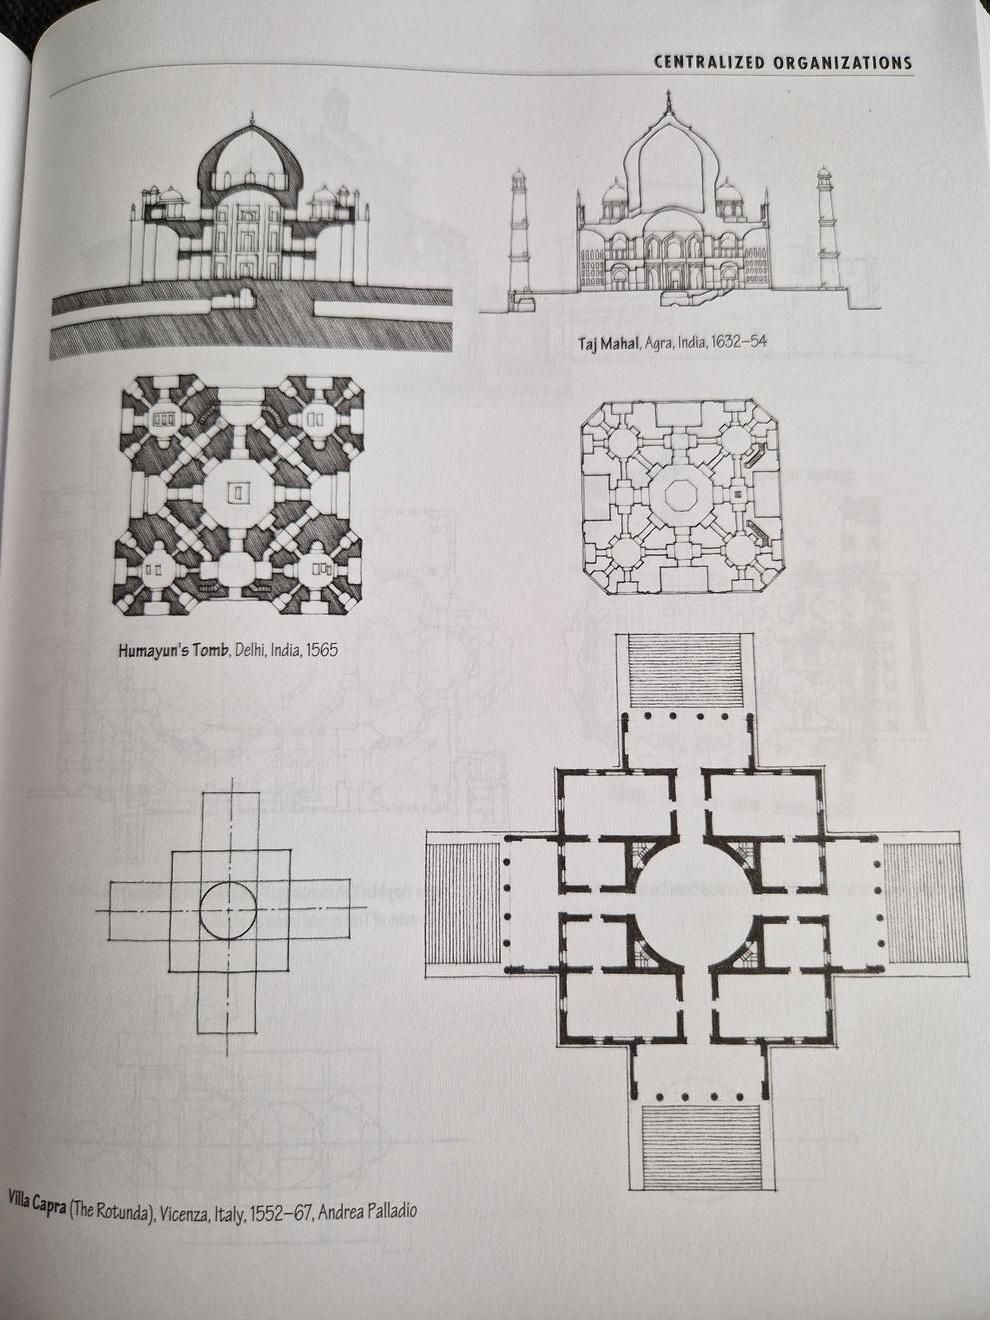 CENTRALIZED ORGANIZATIONS
Taj Mahal, Agra, India, 1632–54
Humayun's Tomb, Delhi, India, 1565
Villa Capra (The Rotunda), Vicenza, Italy, 1552–67, Andrea Palladio